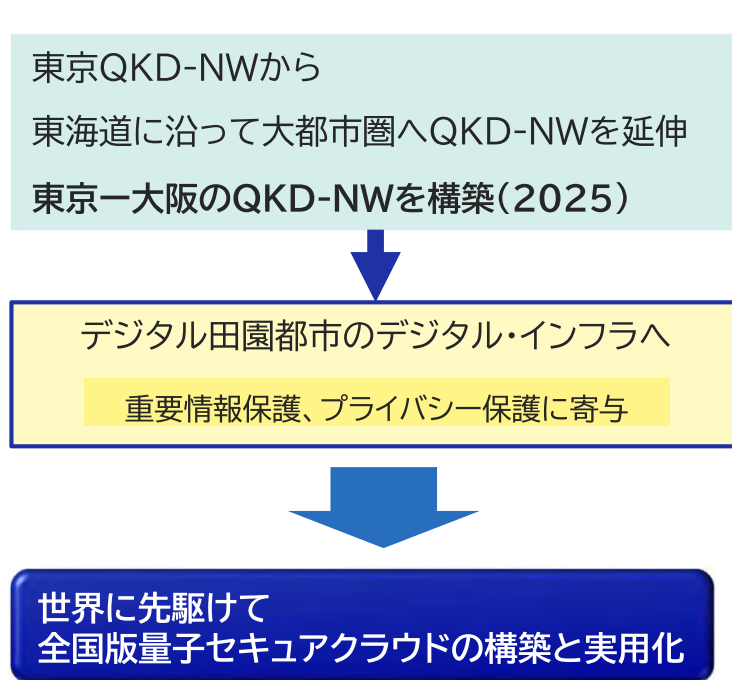 東京QKD-NWから
東海道に沿って大都市圏へQKD-NWを延伸
東京ー大阪のQKD-NWを構築(2025)
デジタル田園都市のデジタル・インフラへ
重要情報保護、プライバシー保護に寄与
世界に先駆けて
全国版量子セキュアクラウドの構築と実用化